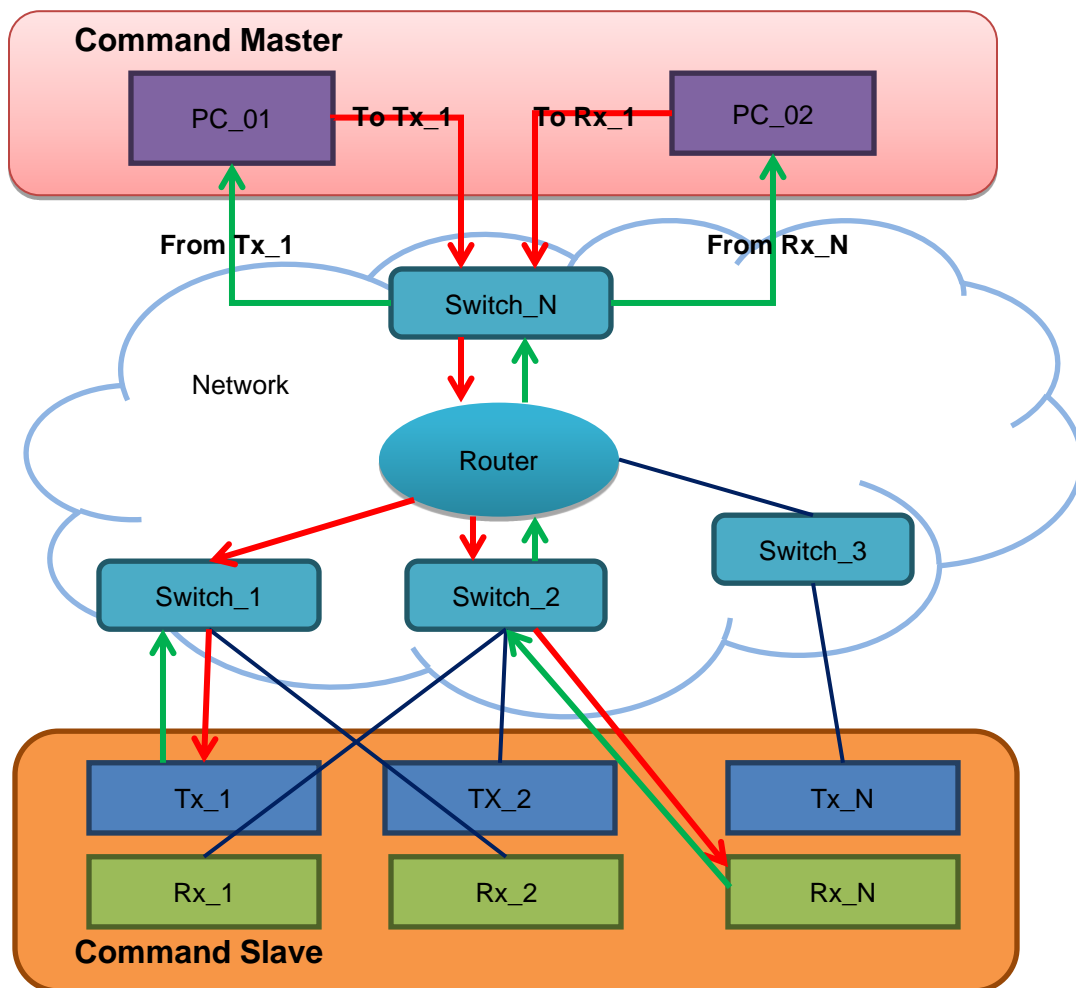 Command Master
PC_01
To Tx_1
To Rx_1
PC_02
From Tx_1
From Rx_N
Switch_N
Network
Router
Switch_3
Switch_1
Switch_2
Tx_1
TX_2
Tx_N
Rx_1
Rx_2
Rx_N
Command Slave